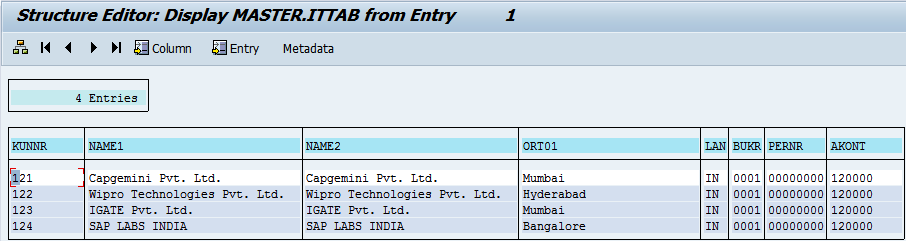 Structure Editor: Display MASTER.ITTAB from Entry 1
Column Entry Metadata
4 Entries
KUNNR NAME1 NAME2 ORT01 LAN BUKR PERNR AKONT
121 Capgemini Pvt. Ltd. Capgemini Pvt. Ltd. Mumbai IN 0001 00000000 120000
122 Wipro Technologies Pvt. Ltd. Wipro Technologies Pvt. Ltd. Hyderabad IN 0001 00000000 120000
123 IGATE Pvt. Ltd. IGATE Pvt. Ltd. Mumbai IN 0001 00000000 120000
124 SAP LABS INDIA SAP LABS INDIA Bangalore IN 0001 00000000 120000